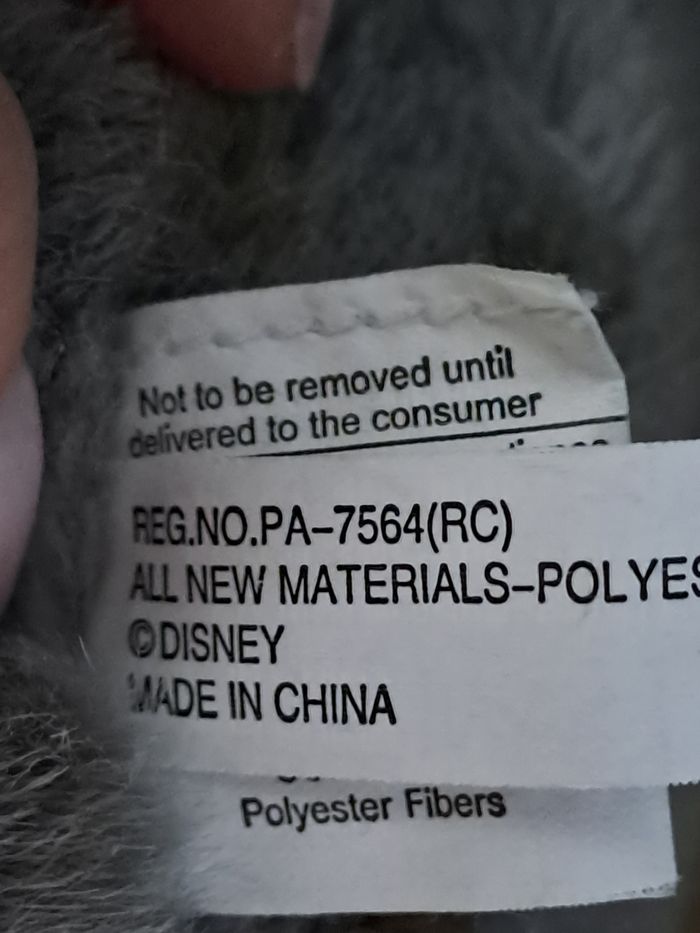 Not to be removed until
delivered to the consumer
REG.NO.PA-7564(RC)
ALL NEW MATERIALS-POLYES
©DISNEY
MADE IN CHINA
Polyester Fibers